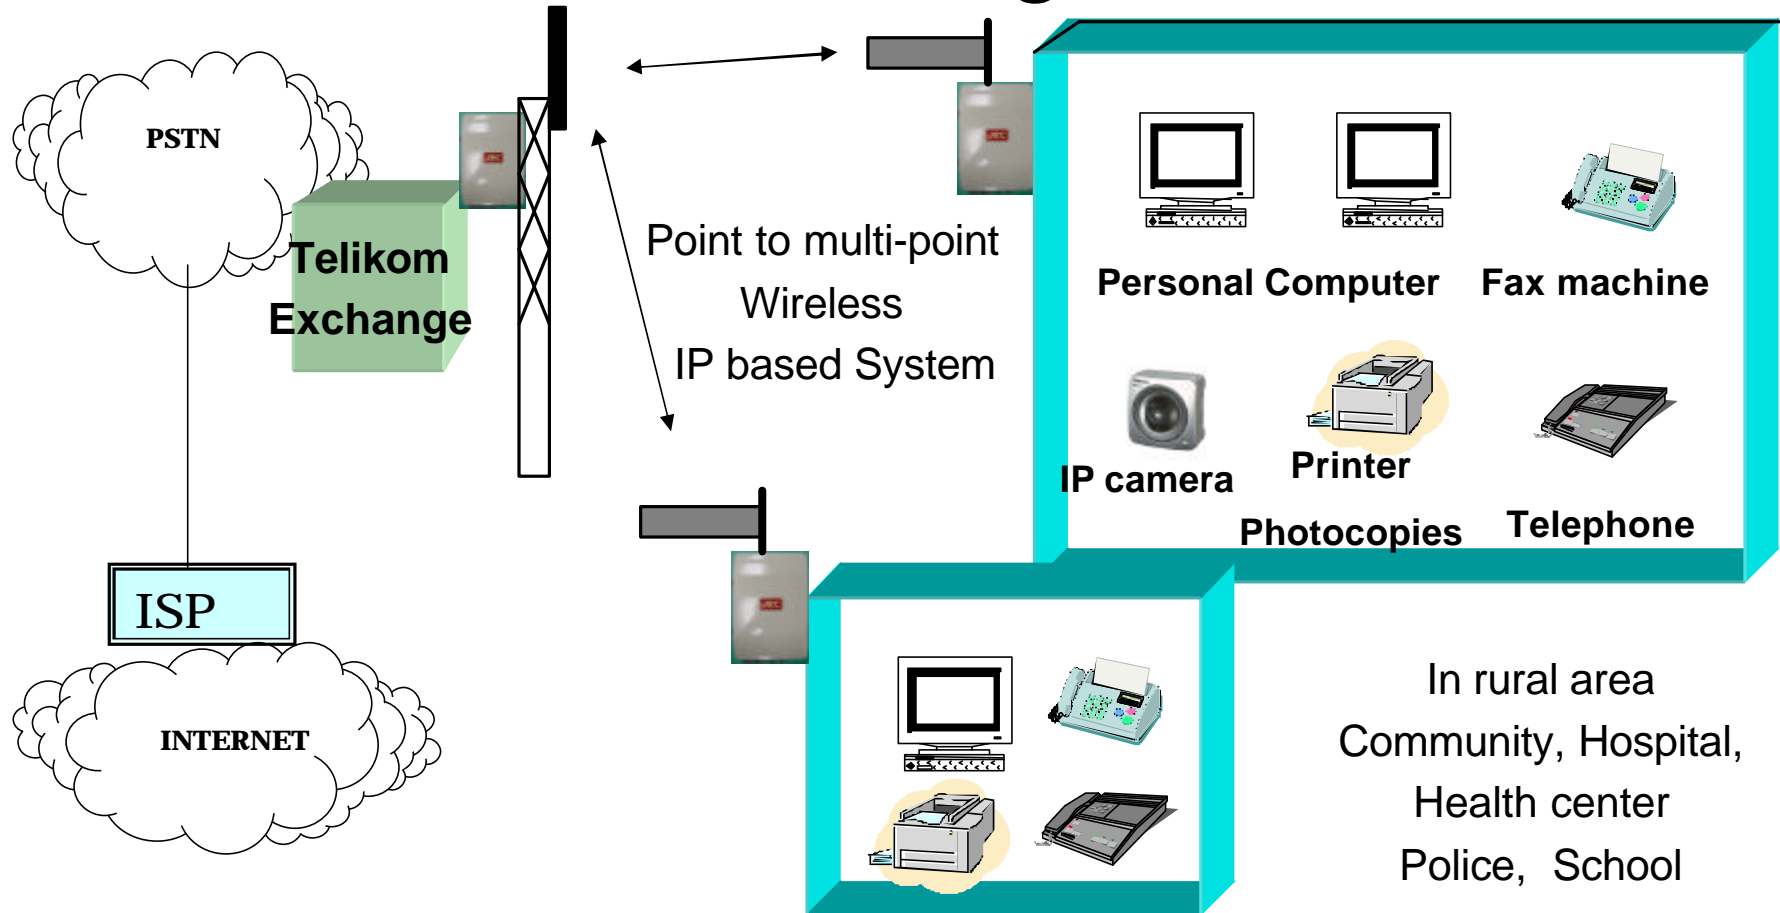 PSTN
Telikom
Exchange
ISP
INTERNET
Point to multi-point
Wireless
IP based System
Personal Computer
Fax machine
IP camera
Printer
Photocopies
Telephone
In rural area
Community, Hospital,
Health center
Police, School